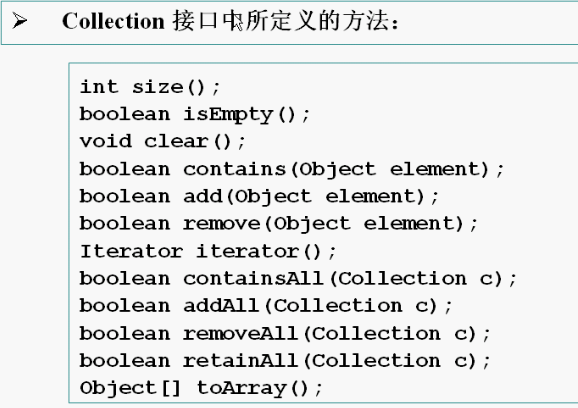 ➢ Collection 接口中所定义的方法：
int size();
boolean isEmpty();
void clear();
boolean contains(Object element);
boolean add(Object element);
boolean remove(Object element);
Iterator iterator();
boolean containsAll(Collection c);
boolean addAll(Collection c);
boolean removeAll(Collection c);
boolean retainAll(Collection c);
Object[] toArray();